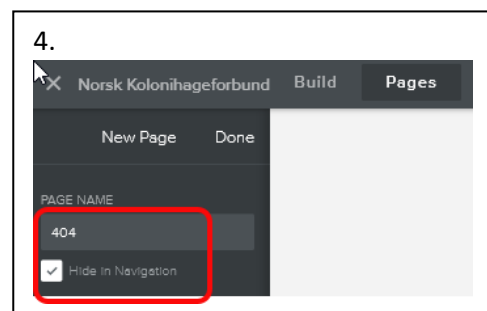 4.
Norsk Kolonihageforbund Build Pages
New Page Done
PAGE NAME
404
Hide in Navigation